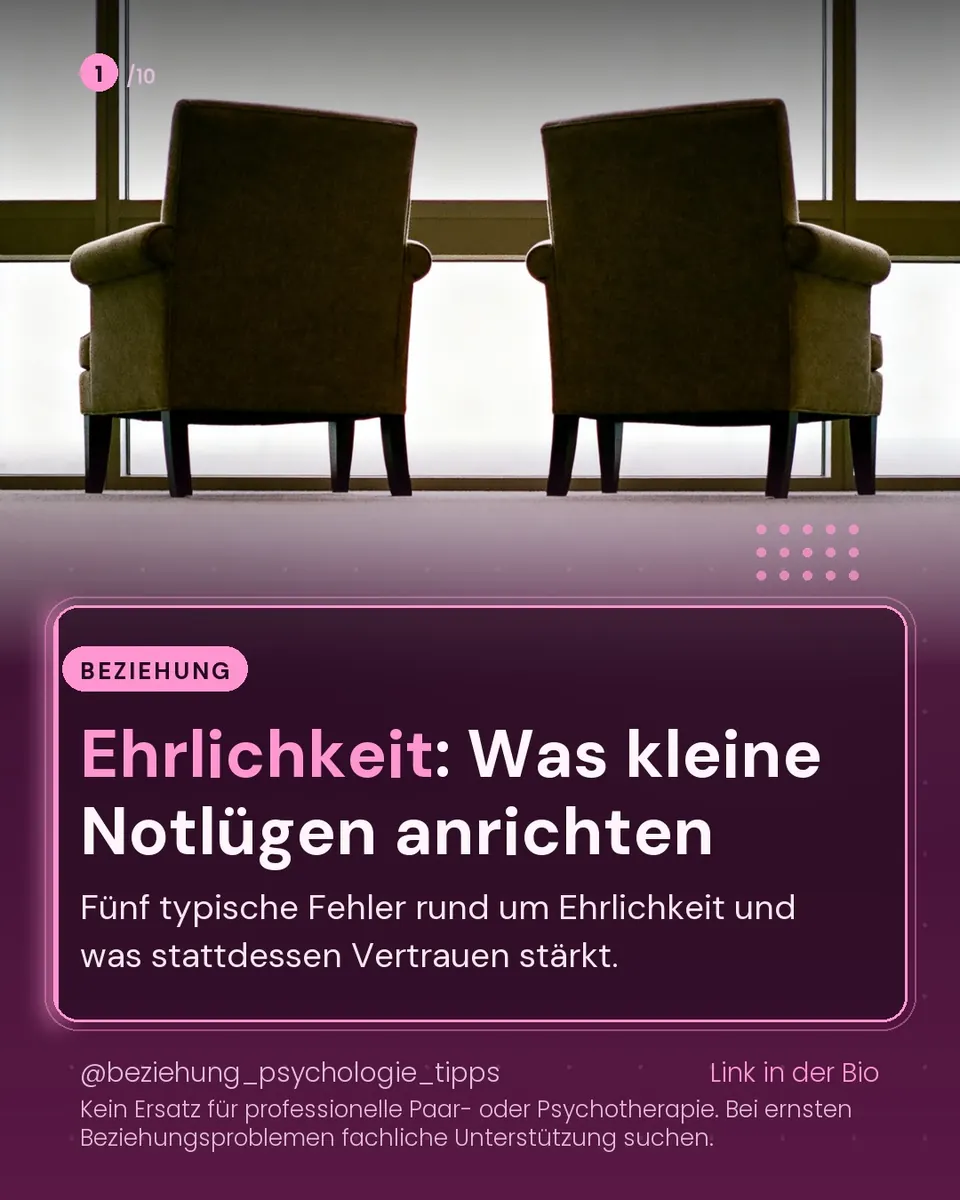 1 /10
BEZIEHUNG
Ehrlichkeit: Was kleine
Notlügen anrichten
Fünf typische Fehler rund um Ehrlichkeit und
was stattdessen Vertrauen stärkt.
@beziehung_psychologie_tipps Link in der Bio
Kein Ersatz für professionelle Paar- oder Psychotherapie. Bei ernsten
Beziehungsproblemen fachliche Unterstützung suchen.